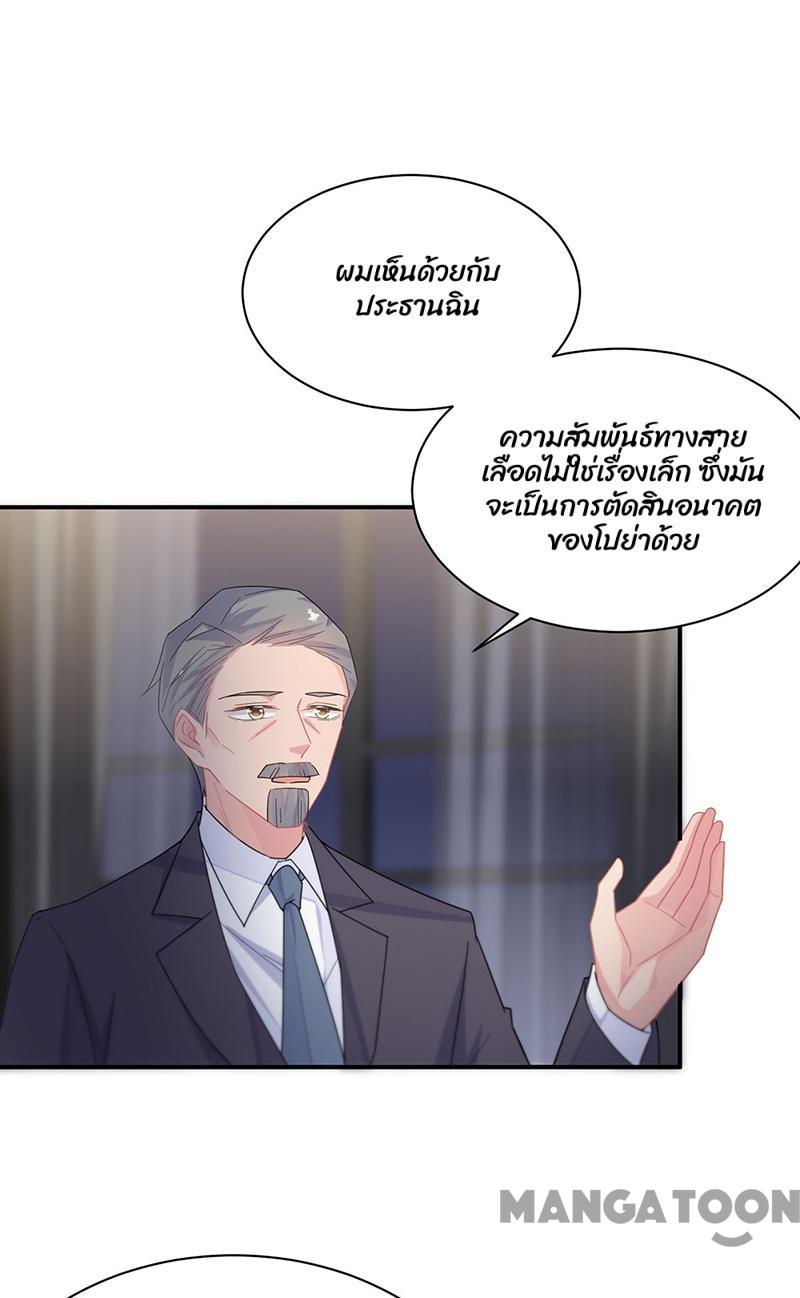 ผมเห็นด้วยกับ
ประธานฉิน
ความสัมพันธ์ทางสาย
เลือดไม่ใช่เรื่องเล็ก ซึ่งมัน
จะเป็นการตัดสินอนาคต
ของโปย่าด้วย
MANGATOON